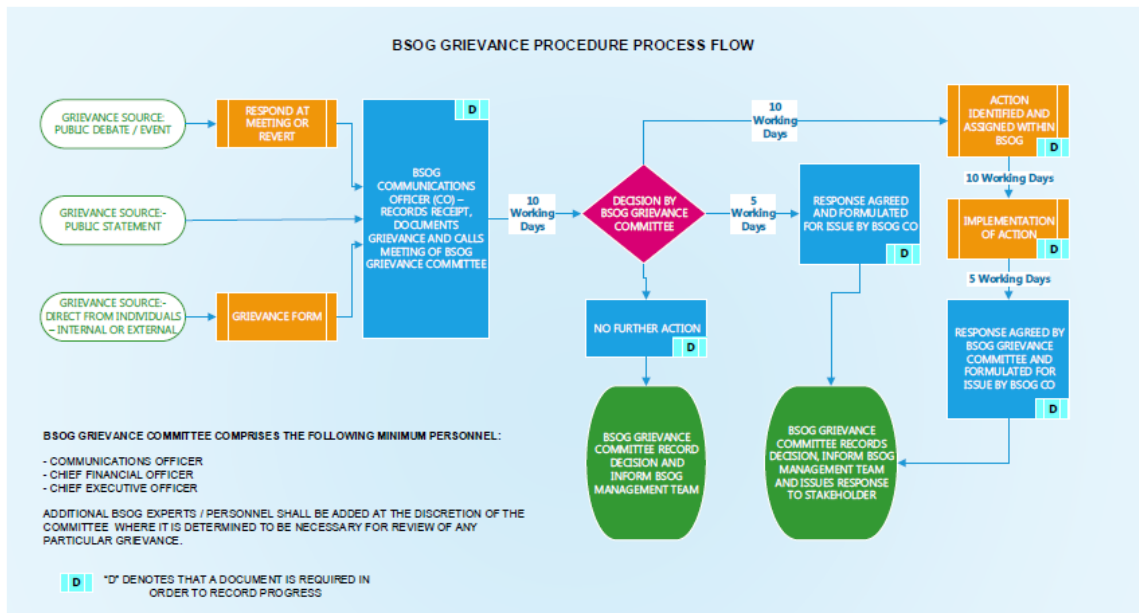 BSOG GRIEVANCE PROCEDURE PROCESS FLOW
GRIEVANCE SOURCE:
PUBLIC DEBATE / EVENT
RESPOND AT
MEETING OR
REVERT
GRIEVANCE SOURCE:-
PUBLIC STATEMENT
GRIEVANCE SOURCE:-
DIRECT FROM INDIVIDUALS
– INTERNAL OR EXTERNAL
GRIEVANCE FORM
D
BSOG
COMMUNICATIONS
OFFICER (CO) –
RECORDS RECEIPT,
DOCUMENTS
GRIEVANCE AND CALLS
MEETING OF BSOG
GRIEVANCE COMMITTEE
10
Working
Days
DECISION BY
BSOG GRIEVANCE
COMMITTEE
10
Working
Days
ACTION
IDENTIFIED AND
ASSIGNED WITHIN
BSOG
D
10 Working Days
IMPLEMENTATION
OF ACTION
D
5 Working Days
RESPONSE AGREED BY
BSOG GRIEVANCE
COMMITTEE AND
FORMULATED FOR
ISSUE BY BSOG CO
D
5
Working
Days
RESPONSE AGREED
AND FORMULATED
FOR ISSUE BY BSOG CO
D
NO FURTHER ACTION
D
BSOG GRIEVANCE
COMMITTEE RECORD
DECISION AND
INFORM BSOG
MANAGEMENT TEAM
BSOG GRIEVANCE
COMMITTEE RECORDS
DECISION, INFORM BSOG
MANAGEMENT TEAM
AND ISSUES RESPONSE
TO STAKEHOLDER
BSOG GRIEVANCE COMMITTEE COMPRISES THE FOLLOWING MINIMUM PERSONNEL:
- COMMUNICATIONS OFFICER
- CHIEF FINANCIAL OFFICER
- CHIEF EXECUTIVE OFFICER
ADDITIONAL BSOG EXPERTS / PERSONNEL SHALL BE ADDED AT THE DISCRETION OF THE
COMMITTEE WHERE IT IS DETERMINED TO BE NECESSARY FOR REVIEW OF ANY
PARTICULAR GRIEVANCE.
D
"D" DENOTES THAT A DOCUMENT IS REQUIRED IN
ORDER TO RECORD PROGRESS